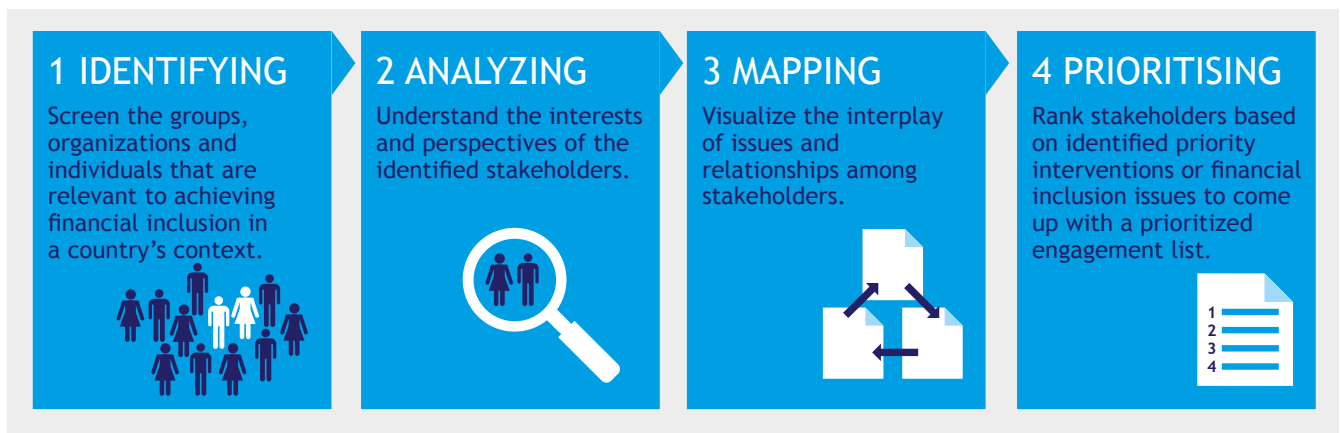 1 IDENTIFYING
Screen the groups,
organizations and
individuals that are
relevant to achieving
financial inclusion in
a country’s context.
2 ANALYZING
Understand the interests
and perspectives of the
identified stakeholders.
3 MAPPING
Visualize the interplay
of issues and
relationships among
stakeholders.
4 PRIORITISING
Rank stakeholders based
on identified priority
interventions or financial
inclusion issues to come
up with a prioritized
engagement list.
1
2
3
4